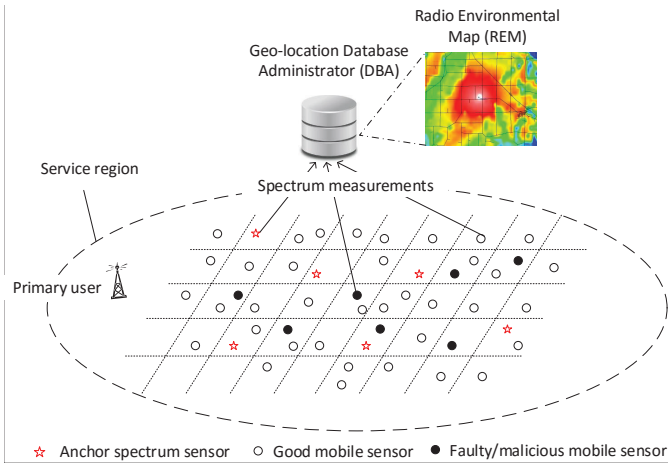 Radio Environmental
Map (REM)
Geo-location Database
Administrator (DBA)
Service region
Spectrum measurements
Primary user
Anchor spectrum sensor
Good mobile sensor
Faulty/malicious mobile sensor